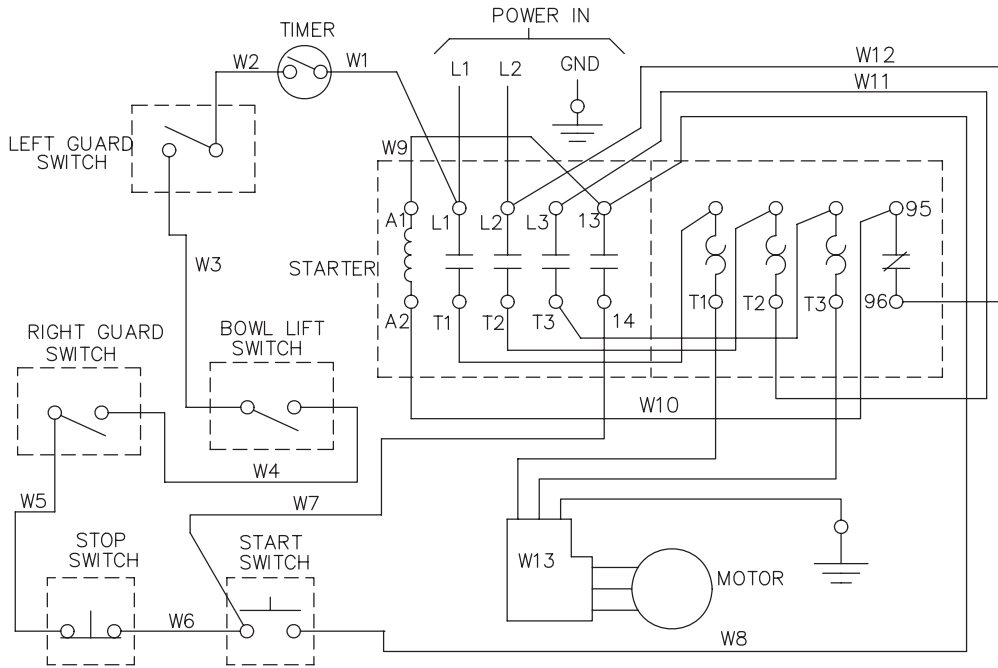 POWER IN
TIMER
W12
W2
W1
L1
L2
GND
W11
LEFT GUARD
SWITCH
W9
A1
L1
L2
L3
13
95
W3
STARTER
A2
T1
T2
T3
14
T1
T2
T3
96
RIGHT GUARD
SWITCH
BOWL LIFT
SWITCH
W10
W4
W5
W7
STOP
SWITCH
START
SWITCH
W13
MOTOR
W6
W8